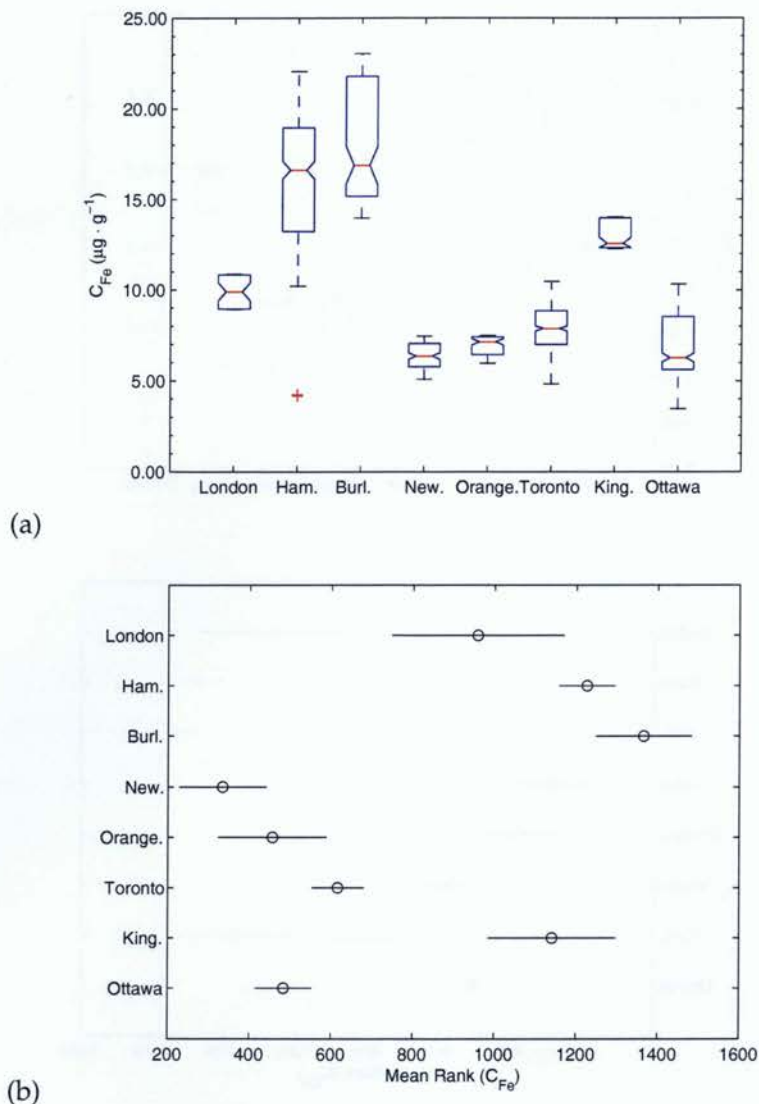 25.00
20.00
15.00
10.00
5.00
0.00
C_Fe (µg · g⁻¹)
London Ham. Burl. New. Orange. Toronto King. Ottawa
(a)
London
Ham.
Burl.
New.
Orange.
Toronto
King.
Ottawa
200 400 600 800 1000 1200 1400 1600
Mean Rank (C_Fe)
(b)